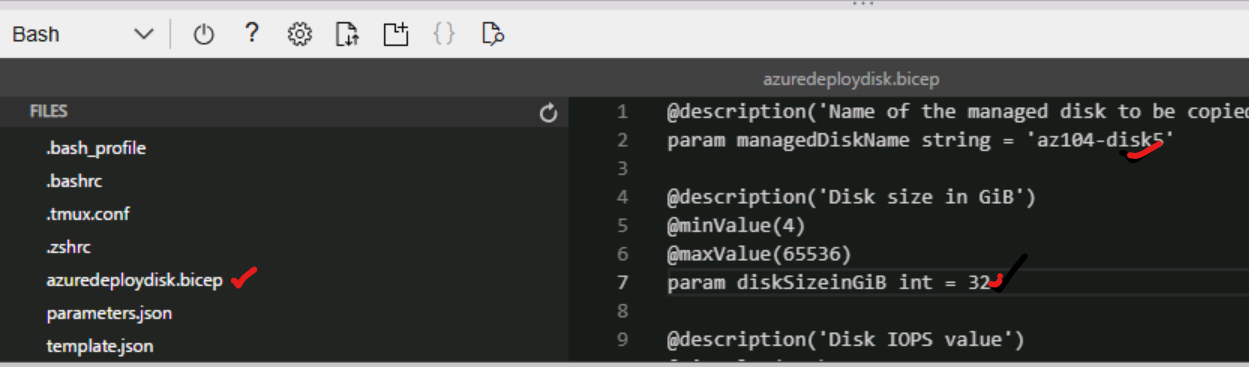 Bash
?
{}
azuredeploydisk.bicep
FILES
.bash_profile
.bashrc
.tmux.conf
.zshrc
azuredeploydisk.bicep
parameters.json
template.json
1 @description('Name of the managed disk to be copied
2 param managedDiskName string = 'az104-disk5'
3
4 @description('Disk size in GiB')
5 @minValue(4)
6 @maxValue(65536)
7 param diskSizeinGiB int = 32
8
9 @description('Disk IOPS value')